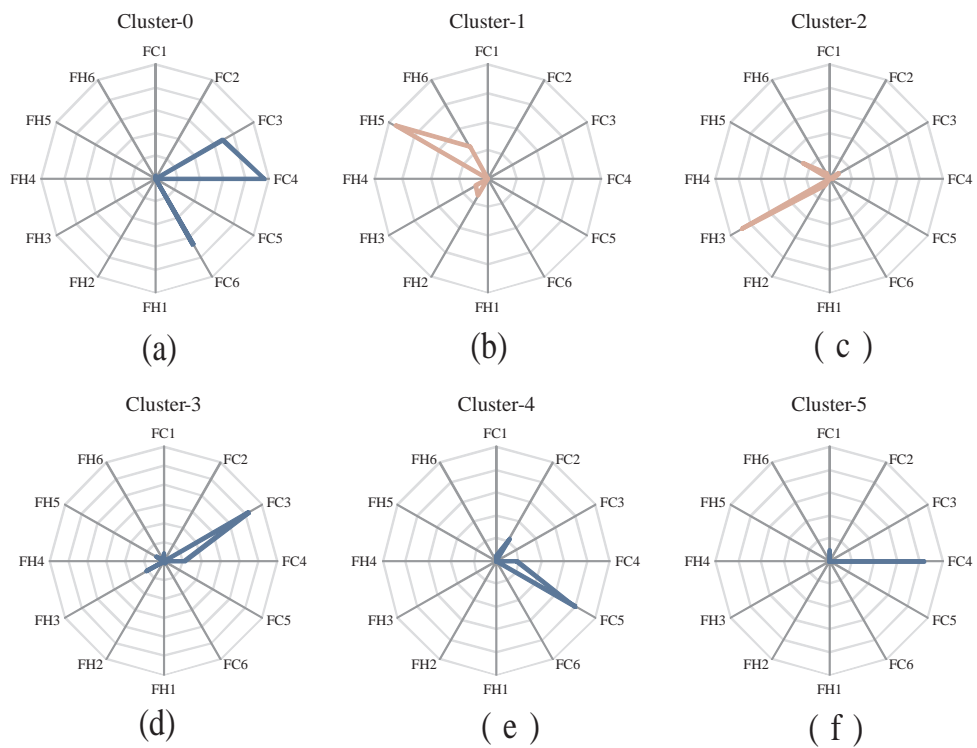 Cluster-0
FC1
FH6
FC2
FH5
FC3
FH4
FC4
FH3
FC5
FH2
FC6
FH1
(a)
Cluster-1
FC1
FH6
FC2
FH5
FC3
FH4
FC4
FH3
FC5
FH2
FC6
FH1
(b)
Cluster-2
FC1
FH6
FC2
FH5
FC3
FH4
FC4
FH3
FC5
FH2
FC6
FH1
( c )
Cluster-3
FC1
FH6
FC2
FH5
FC3
FH4
FC4
FH3
FC5
FH2
FC6
FH1
(d)
Cluster-4
FC1
FH6
FC2
FH5
FC3
FH4
FC4
FH3
FC5
FH2
FC6
FH1
( e )
Cluster-5
FC1
FH6
FC2
FH5
FC3
FH4
FC4
FH3
FC5
FH2
FC6
FH1
( f )